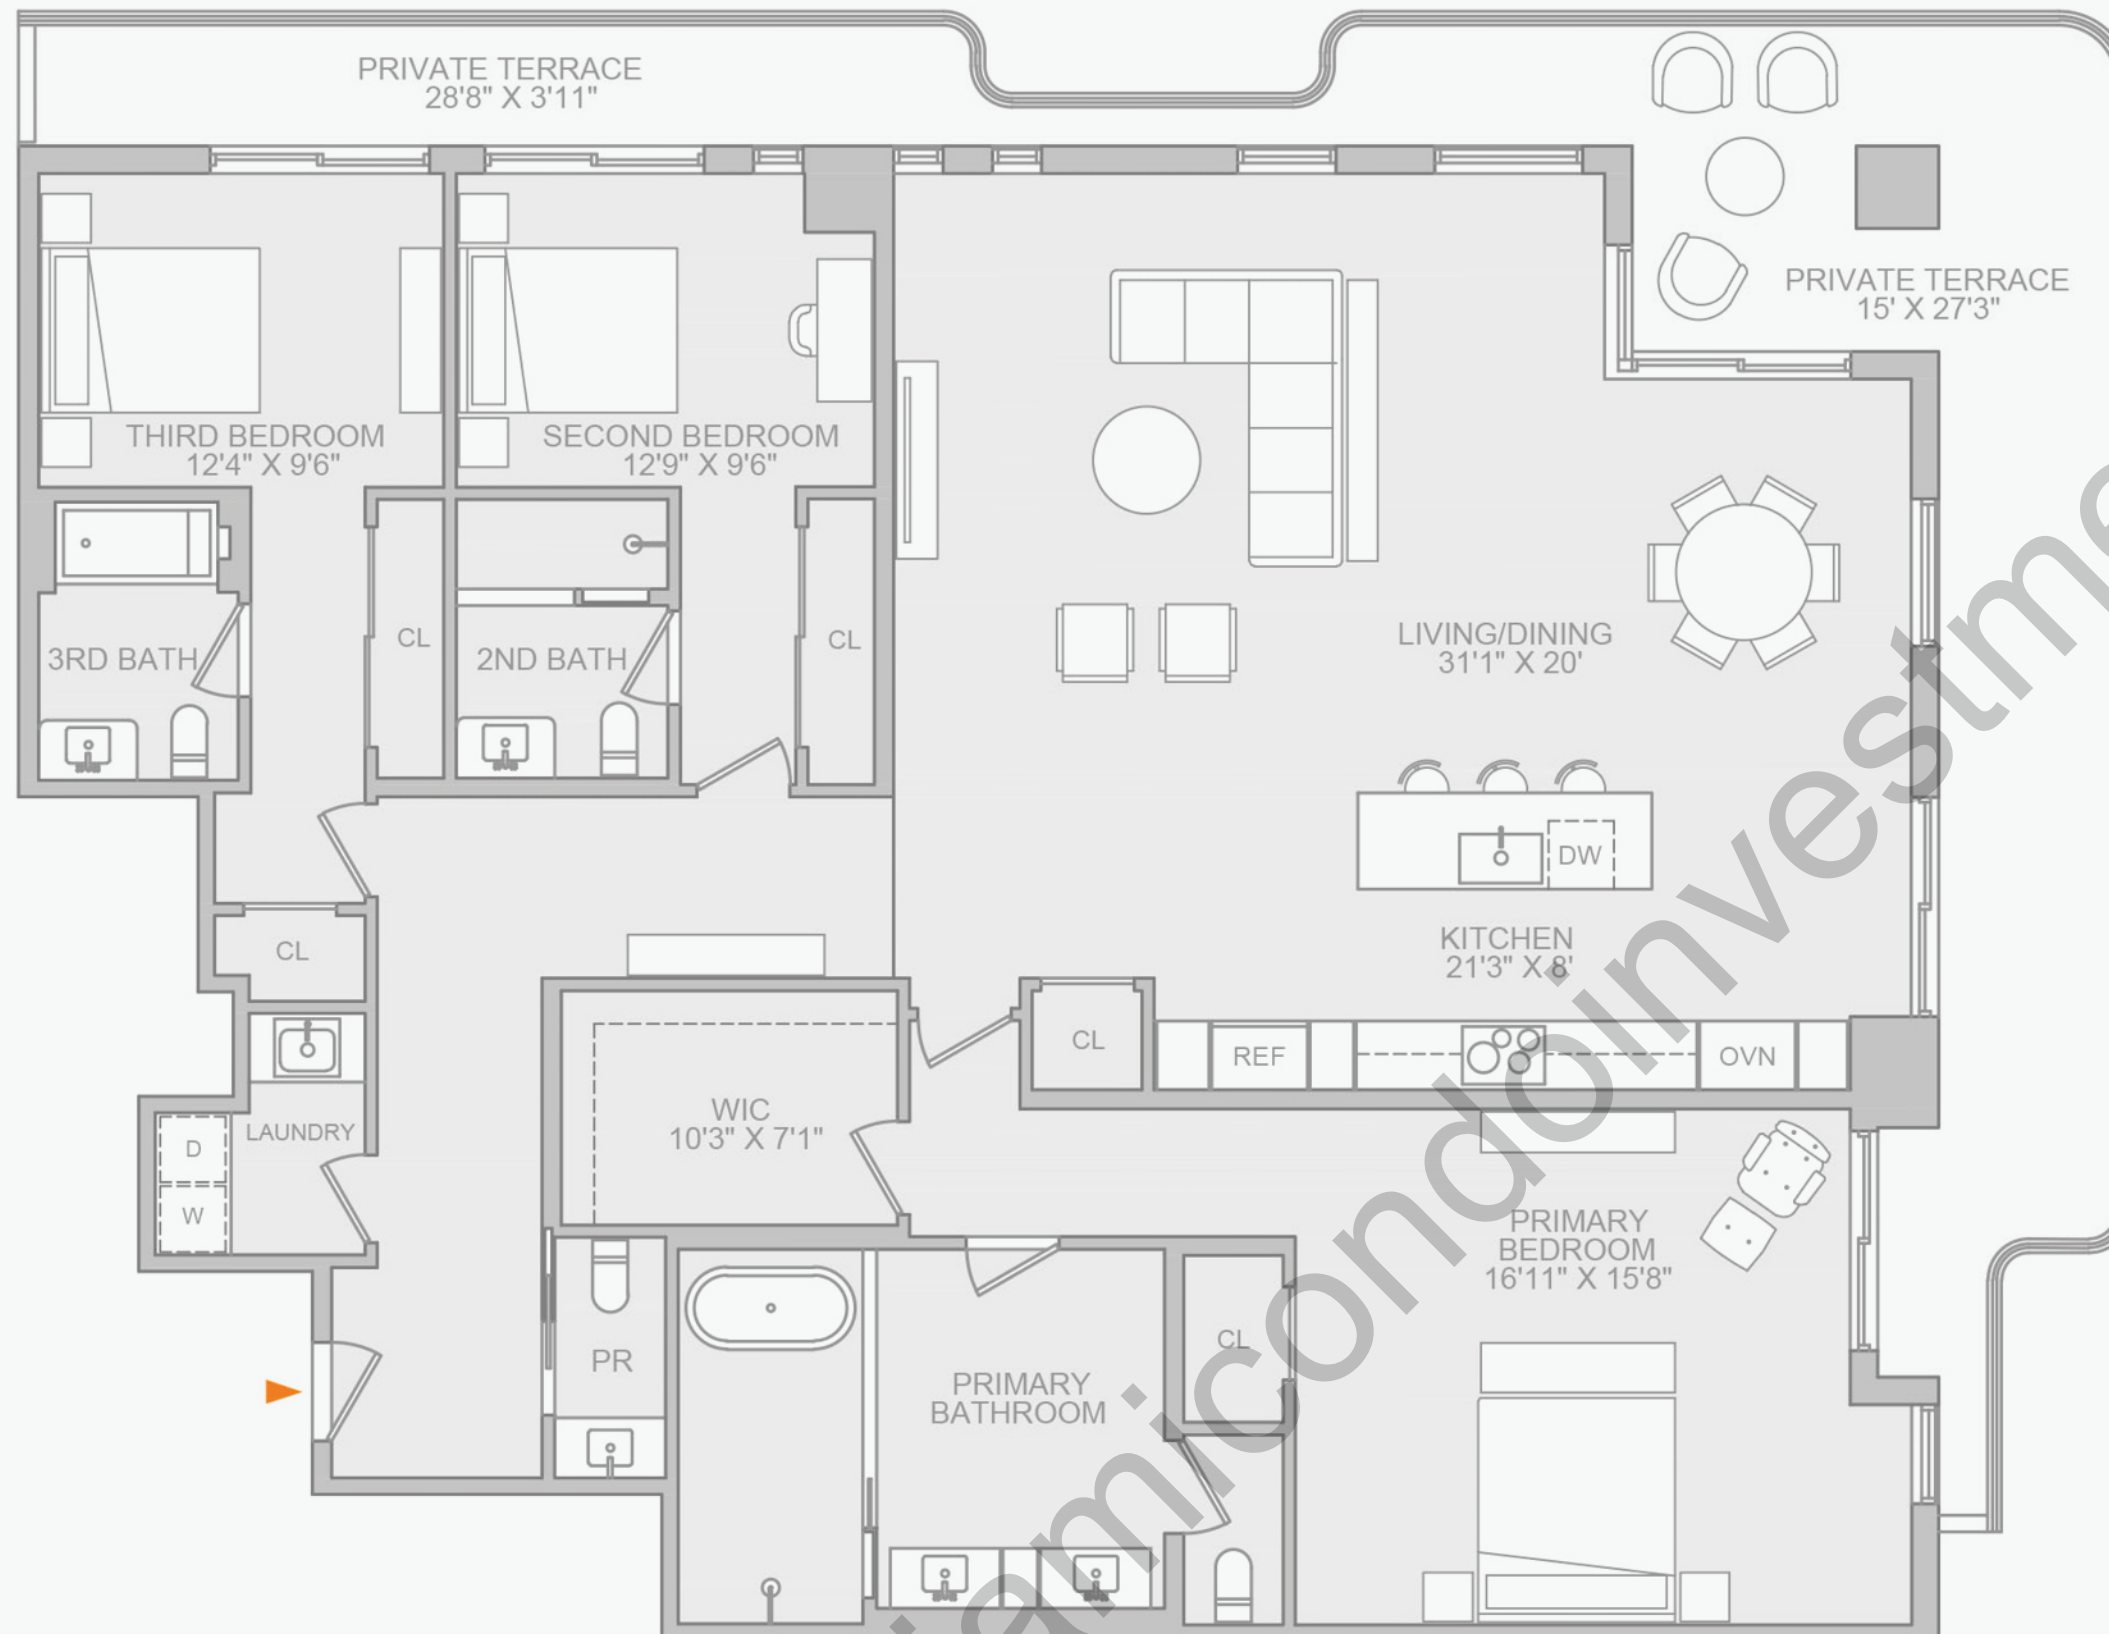 PRIVATE TERRACE
28'8" X 3'11"
PRIVATE TERRACE
15' X 27'3"
THIRD BEDROOM
12'4" X 9'6"
SECOND BEDROOM
12'9" X 9'6"
3RD BATH
CL
2ND BATH
CL
LIVING/DINING
31'1" X 20'
DW
KITCHEN
21'3" X 8'
CL
CL
REF
OVN
WIC
10'3" X 7'1"
LAUNDRY
D
W
PRIMARY
BEDROOM
16'11" X 15'8"
PR
CL
PRIMARY
BATHROOM
iamicondoinvestme